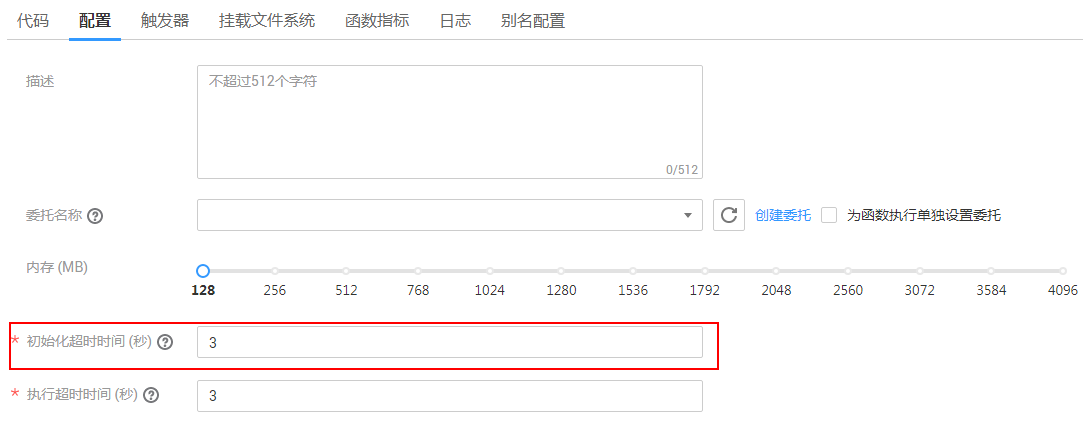 代码 配置 触发器 挂载文件系统 函数指标 日志 别名配置
描述
不超过512个字符
0/512
委托名称 ?
创建委托 为函数执行单独设置委托
内存 (MB)
128 256 512 768 1024 1280 1536 1792 2048 2560 3072 3584 4096
* 初始化超时时间 (秒) ? 3
* 执行超时时间 (秒) ? 3